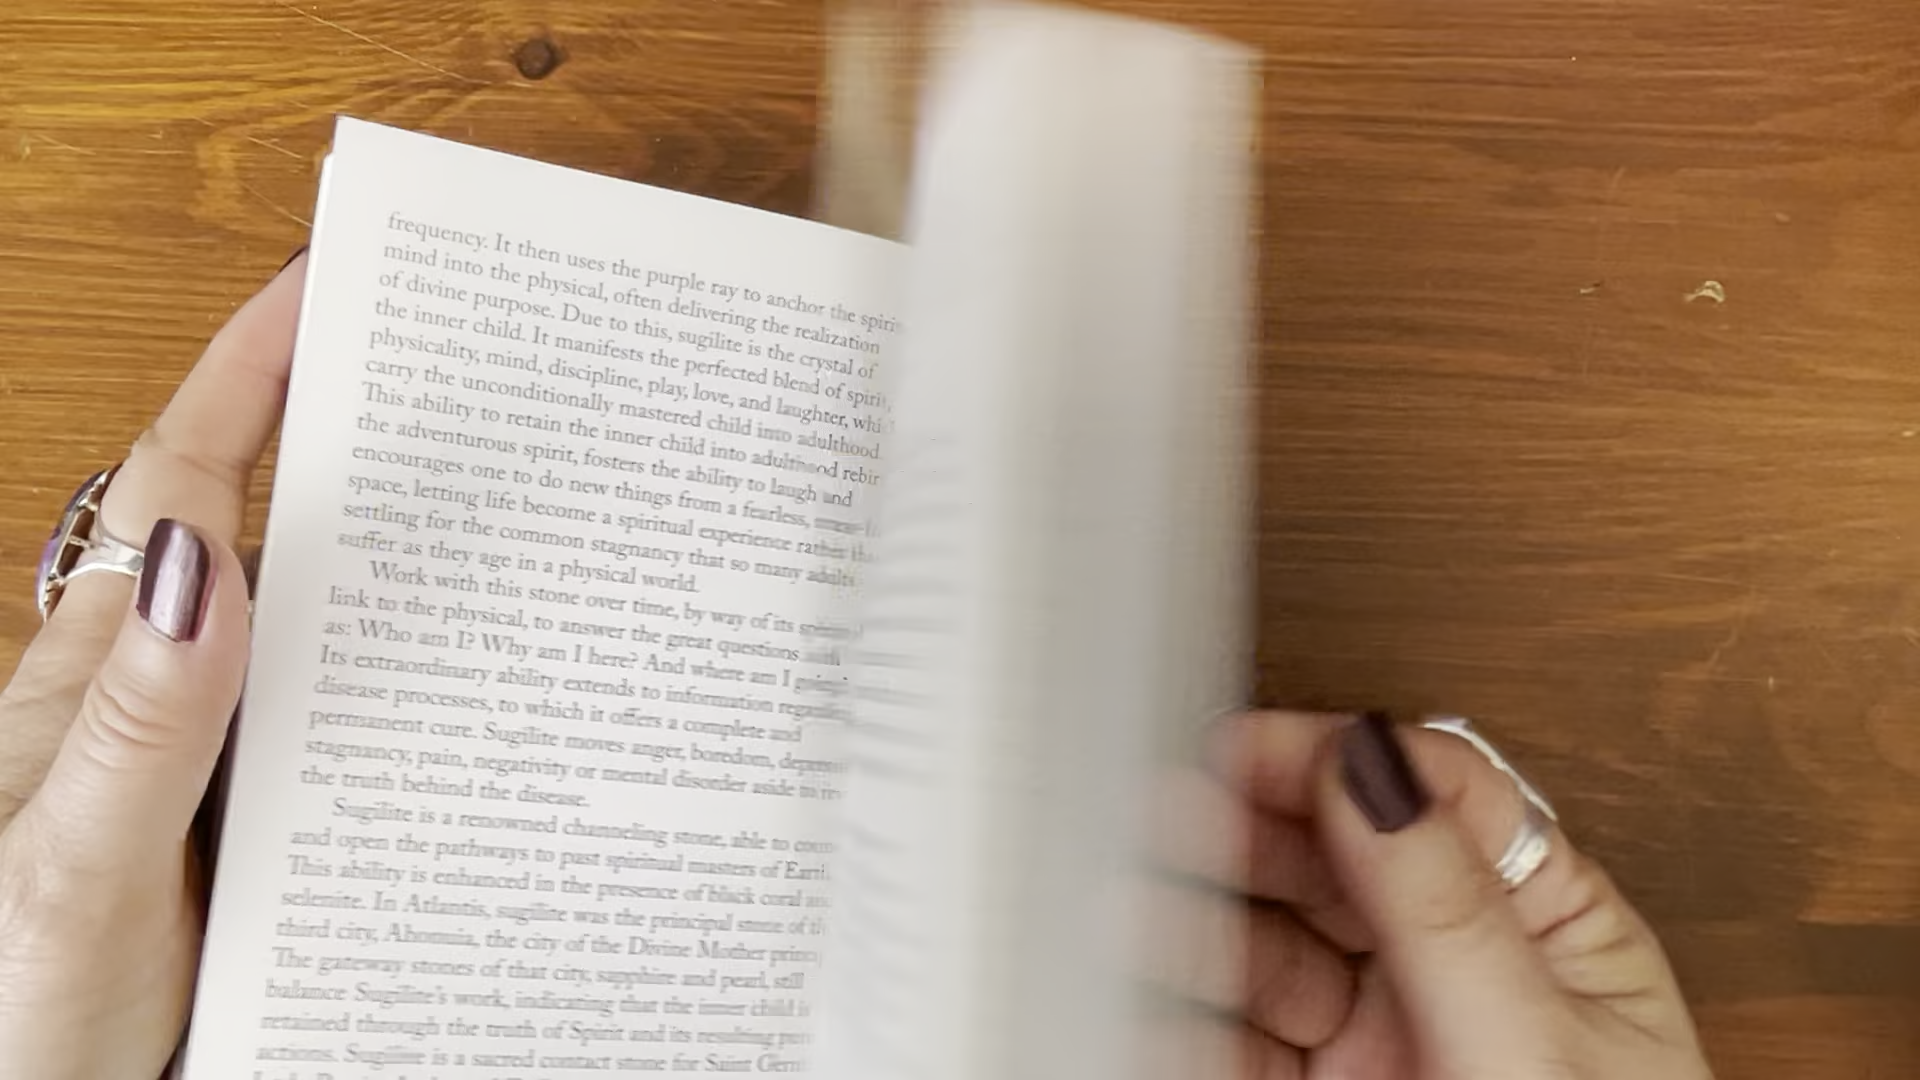 frequency. It then uses the purple ray to anchor the
mind into the physical, often delivering the realization
of divine purpose. Due to this, sugilite is the crystal of
the inner child. It manifests the perfected blend of
physicality, mind, discipline, play, love, and laughter,
carry the unconditionally mastered child into adulthood
This ability to retain the inner child into adulthood
the adventurous spirit, fosters the ability to laugh and
encourages one to do new things from a fearless,
space, letting life become a spiritual experience rather
settling for the common stagnancy that so many adults
suffer as they age in a physical world.
Work with this stone over time, by way of its
link to the physical, to answer the great questions
as: Who am I? Why am I here? And where am I
Its extraordinary ability extends to information
disease processes, to which it offers a complete and
permanent cure. Sugilite moves anger, boredom,
stagnancy, pain, negativity or mental disorder aside to
the truth behind the disease.
Sugilite is a renowned channeling stone, able to
and open the pathways to past spiritual masters of
This ability is enhanced in the presence of black coral
selenite. In Atlantis, sugilite was the principal stone of
third city, the city of the Divine Mother
The gateway stones of that city, sapphire and pearl, still
balance Sugilite's work, indicating that the inner child is
retained through the truth of Spirit and its resulting
actions. Sugilite is a sacred contact stone for Saint